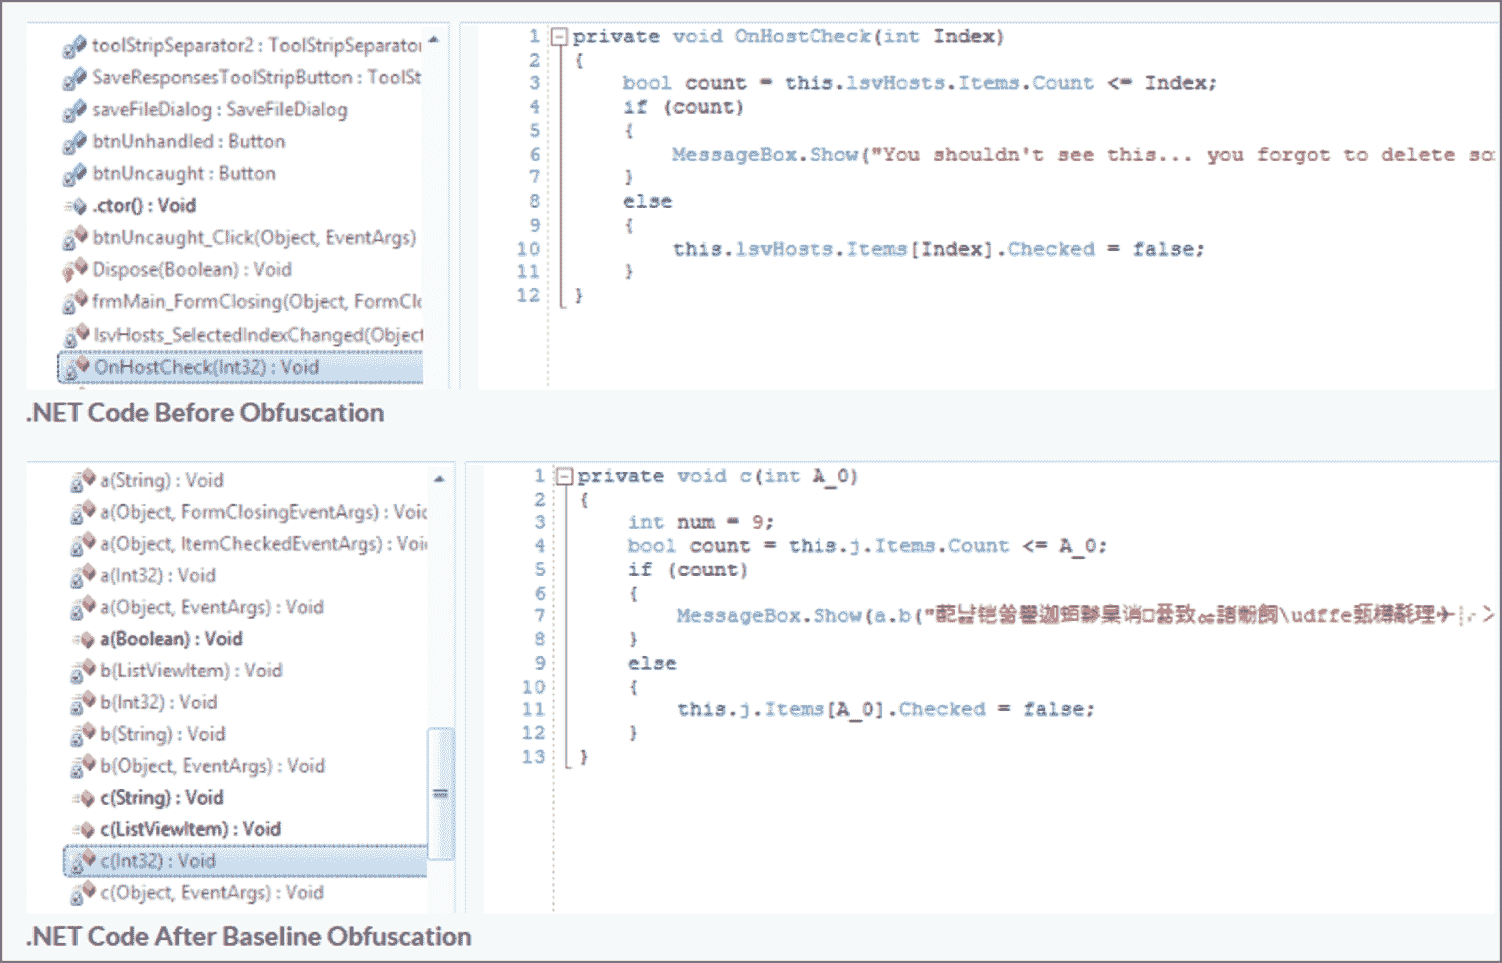 toolStripSeparator2 : ToolStripSeparator
SaveResponsesToolStripButton : ToolSt
saveFileDialog : SaveFileDialog
btnUnhandled : Button
btnUncaught : Button
.ctor() : Void
btnUncaught_Click(Object, EventArgs)
Dispose(Boolean) : Void
frmMain_FormClosing(Object, FormClo
lsvHosts_SelectedIndexChanged(Object
OnHostCheck(Int32) : Void
1 private void OnHostCheck(int Index)
2 {
3 bool count = this.lsvHosts.Items.Count <= Index;
4 if (count)
5 {
6 MessageBox.Show("You shouldn't see this... you forgot to delete so
7 }
8 else
9 {
10 this.lsvHosts.Items[Index].Checked = false;
11 }
12 }
.NET Code Before Obfuscation
a(String) : Void
a(Object, FormClosingEventArgs) : Void
a(Object, ItemCheckedEventArgs) : Voi
a(Int32) : Void
a(Object, EventArgs) : Void
a(Boolean) : Void
b(ListViewItem) : Void
b(Int32) : Void
b(String) : Void
b(Object, EventArgs) : Void
c(String) : Void
c(ListViewItem) : Void
c(Int32) : Void
c(Object, EventArgs) : Void
1 private void c(int A_0)
2 {
3 int num = 9;
4 bool count = this.j.Items.Count <= A_0;
5 if (count)
6 {
7 MessageBox.Show(a.b("\udffe
8 }
9 else
10 {
11 this.j.Items[A_0].Checked = false;
12 }
13 }
.NET Code After Baseline Obfuscation